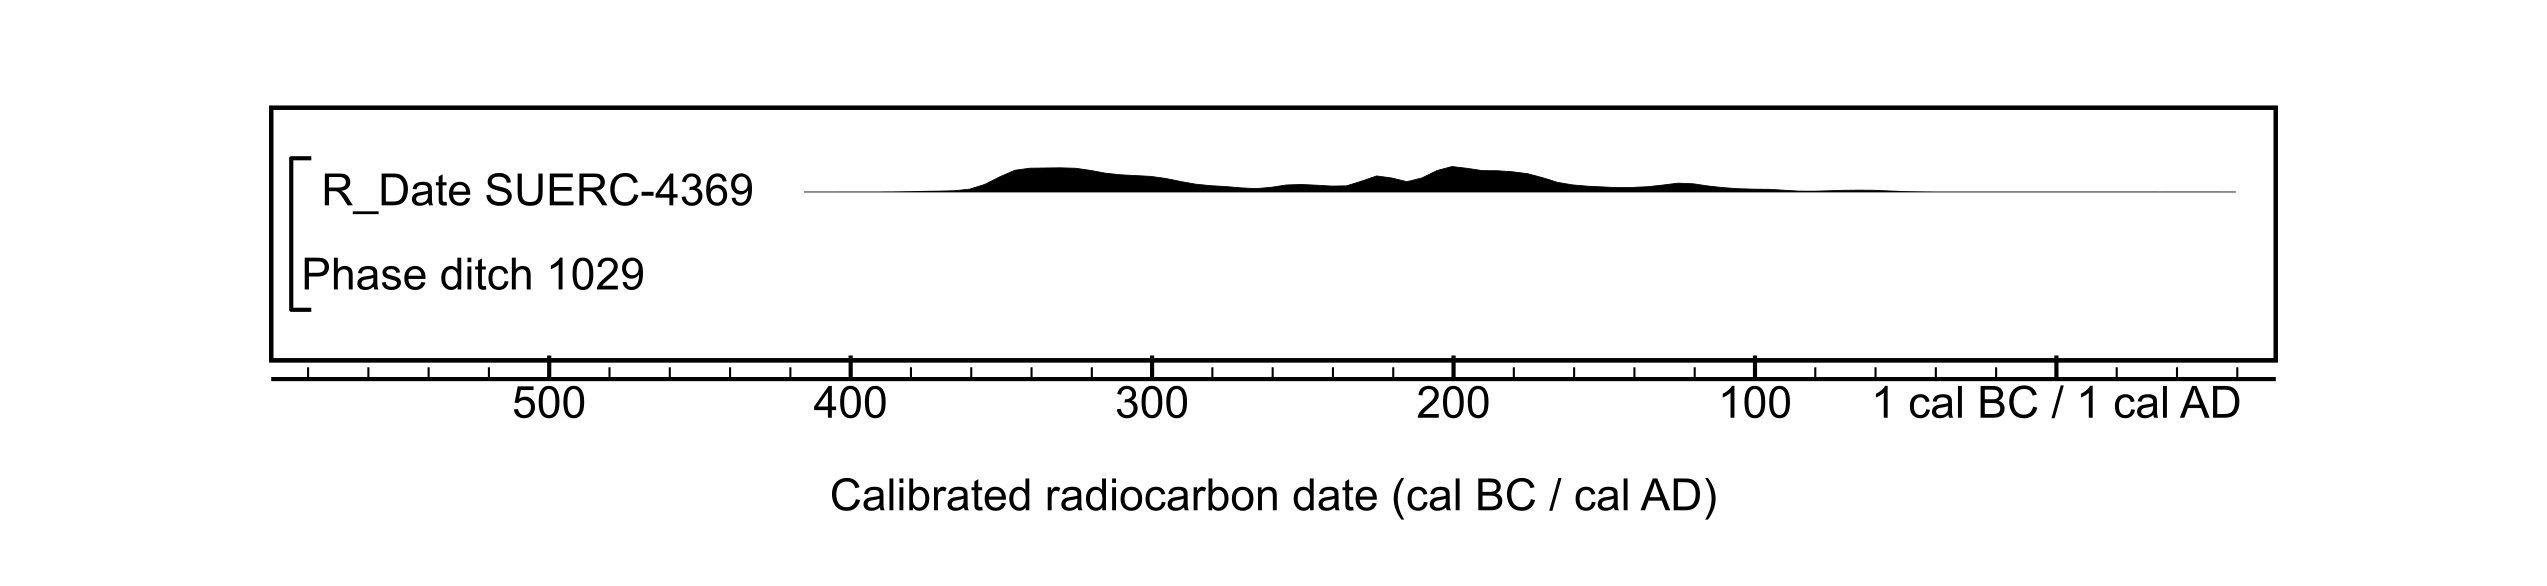 R_Date SUERC-4369
Phase ditch 1029
500 400 300 200 100 1 cal BC / 1 cal AD
Calibrated radiocarbon date (cal BC / cal AD)